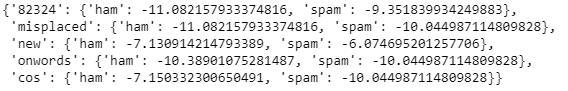 {'82324': {'ham': -11.082157933374816, 'spam': -9.351839934249883},
'misplaced': {'ham': -11.082157933374816, 'spam': -10.044987114809828},
'new': {'ham': -7.130914214793389, 'spam': -6.074695201257706},
'onwords': {'ham': -10.38901075281487, 'spam': -10.044987114809828},
'cos': {'ham': -7.150332300650491, 'spam': -10.044987114809828}}